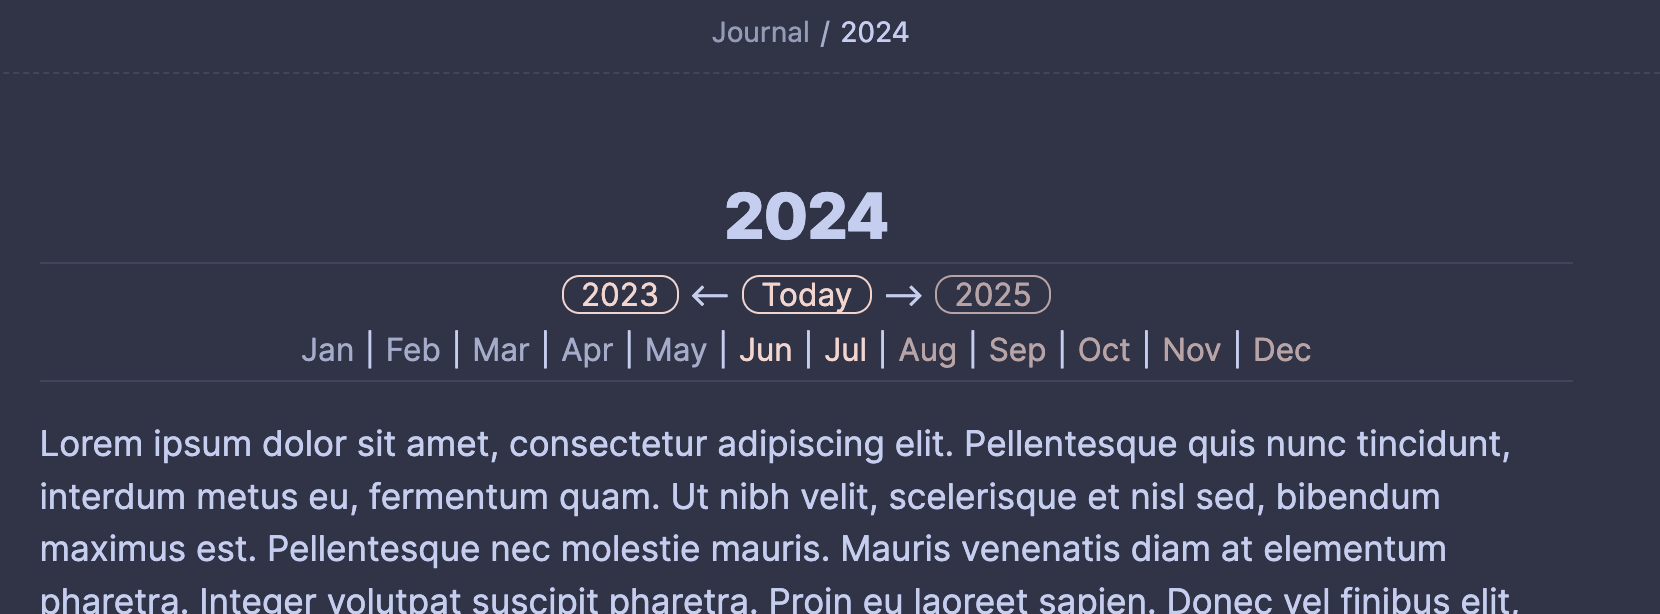 Journal / 2024
2024
2023 ← Today → 2025
Jan | Feb | Mar | Apr | May | Jun | Jul | Aug | Sep | Oct | Nov | Dec
Lorem ipsum dolor sit amet, consectetur adipiscing elit. Pellentesque quis nunc tincidunt,
interdum metus eu, fermentum quam. Ut nibh velit, scelerisque et nisl sed, bibendum
maximus est. Pellentesque nec molestie mauris. Mauris venenatis diam at elementum
pharetra. Integer volutpat suscipit pharetra. Proin eu laoreet sapien. Donec vel finibus elit,